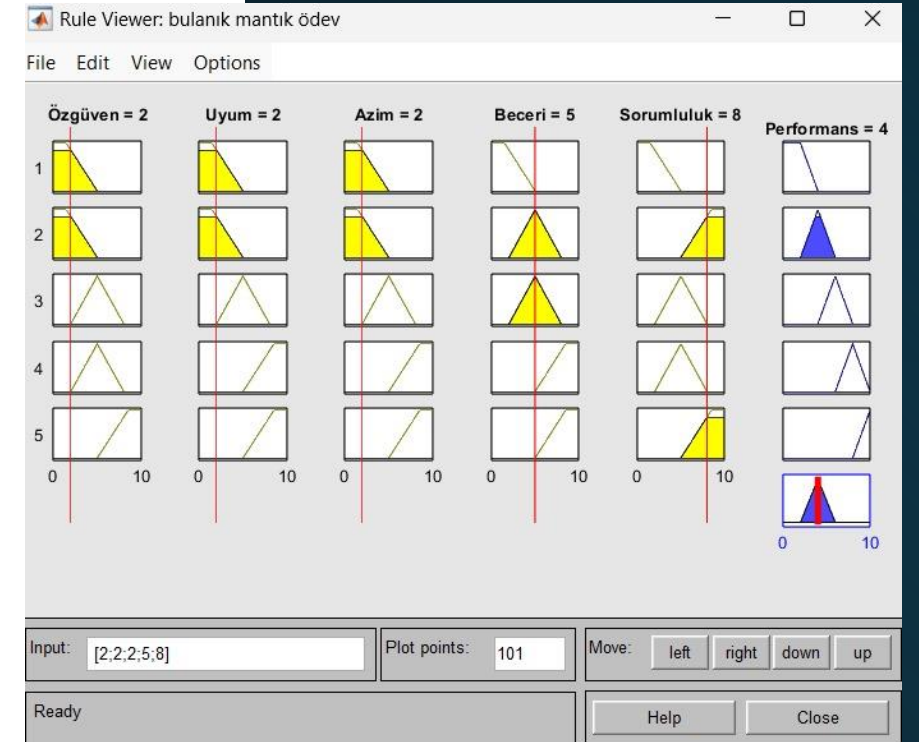 Rule Viewer: bulanık mantık ödev
File Edit View Options
Özgüven = 2 Uyum = 2 Azim = 2 Beceri = 5 Sorumluluk = 8 Performans = 4
1
2
3
4
5
0 10 0 10 0 10 0 10 0 10
0 10
Input: [2;2;2;5;8] Plot points: 101 Move: left right down up
Ready Help Close